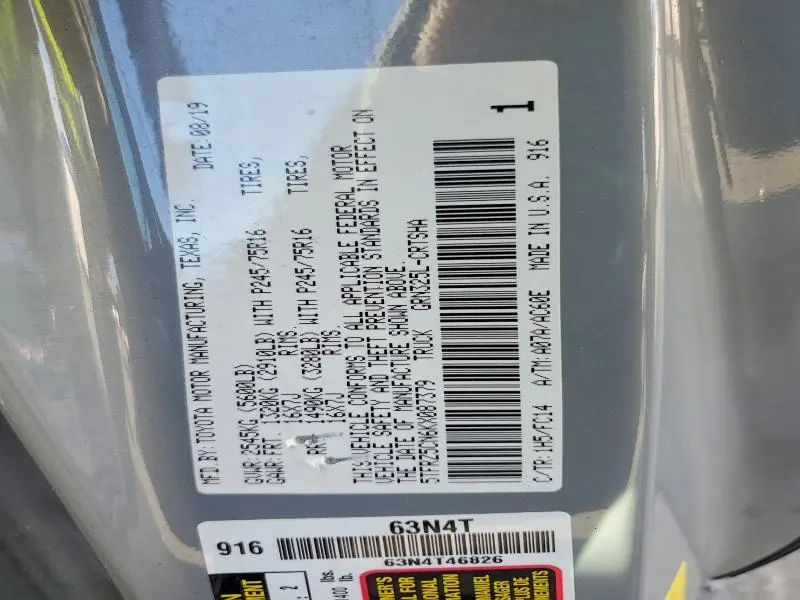 MFD. BY: TOYOTA MOTOR MANUFACTURING, TEXAS, INC. DATE: 08/19
GVWR: 2545KG (5600LB)
GAWR: FRT. 1320KG (2910LB) WITH P245/75R16 TIRES,
16X7J RIMS.
RR. 1490KG (3280LB) WITH P245/75R16 TIRES,
16X7J RIMS.
THIS VEHICLE CONFORMS TO ALL APPLICABLE FEDERAL MOTOR
VEHICLE SAFETY AND THEFT PREVENTION STANDARDS IN EFFECT ON
THE DATE OF MANUFACTURE SHOWN ABOVE.
5TFRZ5CN6KX087379 TRUCK GRN325L-CRTSHA
1
C/TR: 1H5/FC14 A/TM: A07A/AC60E MADE IN U.S.A. 916
63N4T
916
63N4T46826